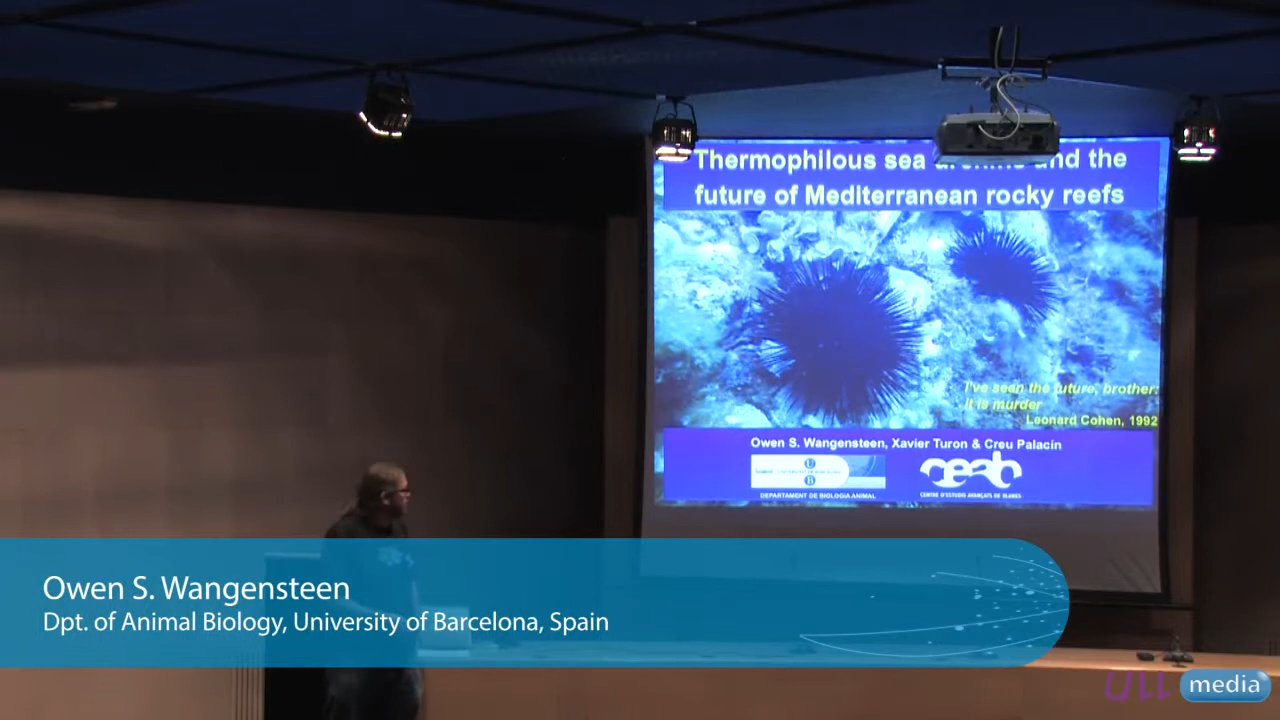 Thermophilous sea and the
future of Mediterranean rocky reefs
I've seen the future, brother:
it is murder
Leonard Cohen, 1992
Owen S. Wangensteen, Xavier Turon & Creu Palacín
U
B
DEPARTAMENT DE BIOLOGIA ANIMAL
ceab
CENTRE D'ESTUDIS AVANÇATS DE BLANES
Owen S. Wangensteen
Dpt. of Animal Biology, University of Barcelona, Spain
ULL media